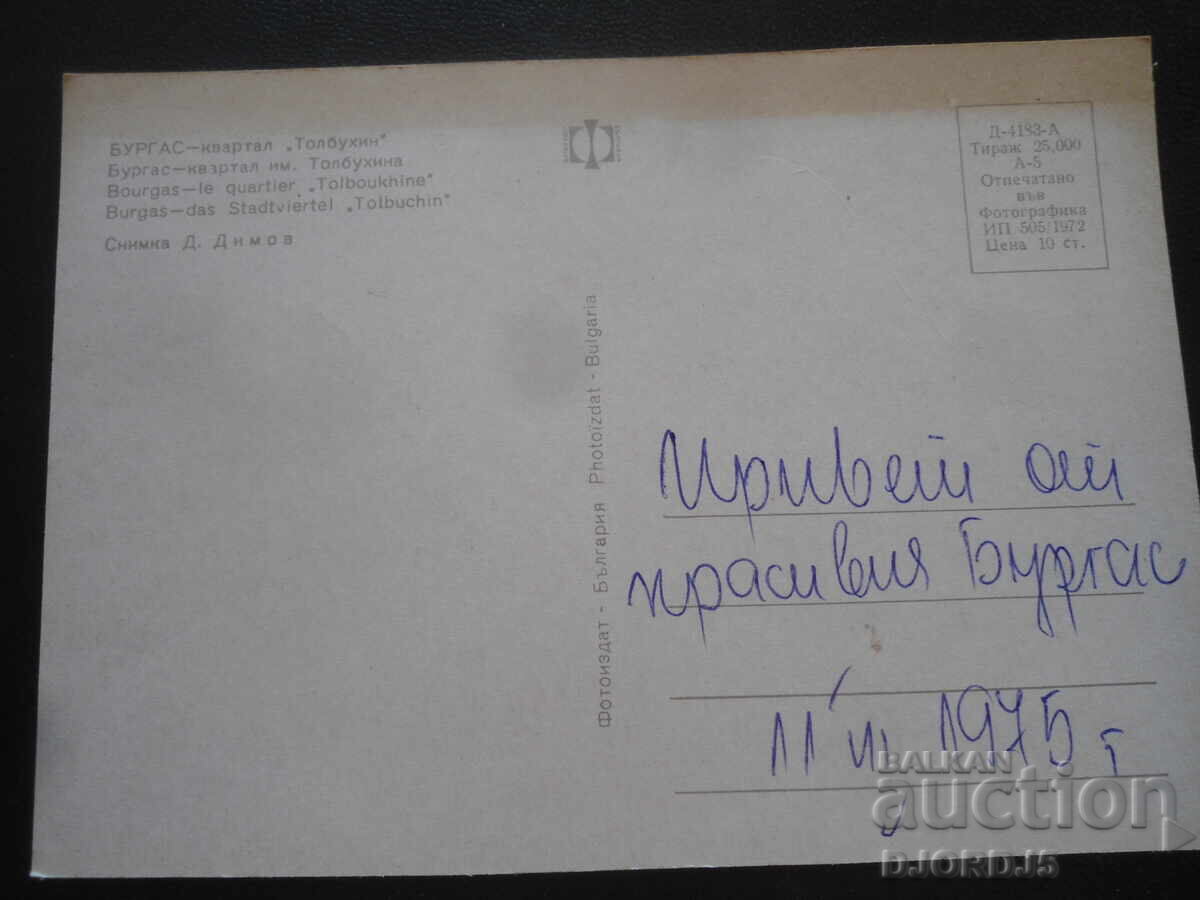 БУРГАС—квартал „Толбухин"
Бургас—квартал им. Толбухина
Bourgas—le quartier „Tolboukhine"
Burgas—das Stadtviertel „Tolbuchin"
Снимка Д. Димов
Д-4183-А
Тираж 25,000
А-5
Отпечатано
във
Фотографика
ИП 505/1972
Цена 10 ст.
Фотоиздат - България Photoïzdat - Bulgaria
Привет от
красивия Бургас
11 1975 г
BALKAN
auction
DJORDJ5